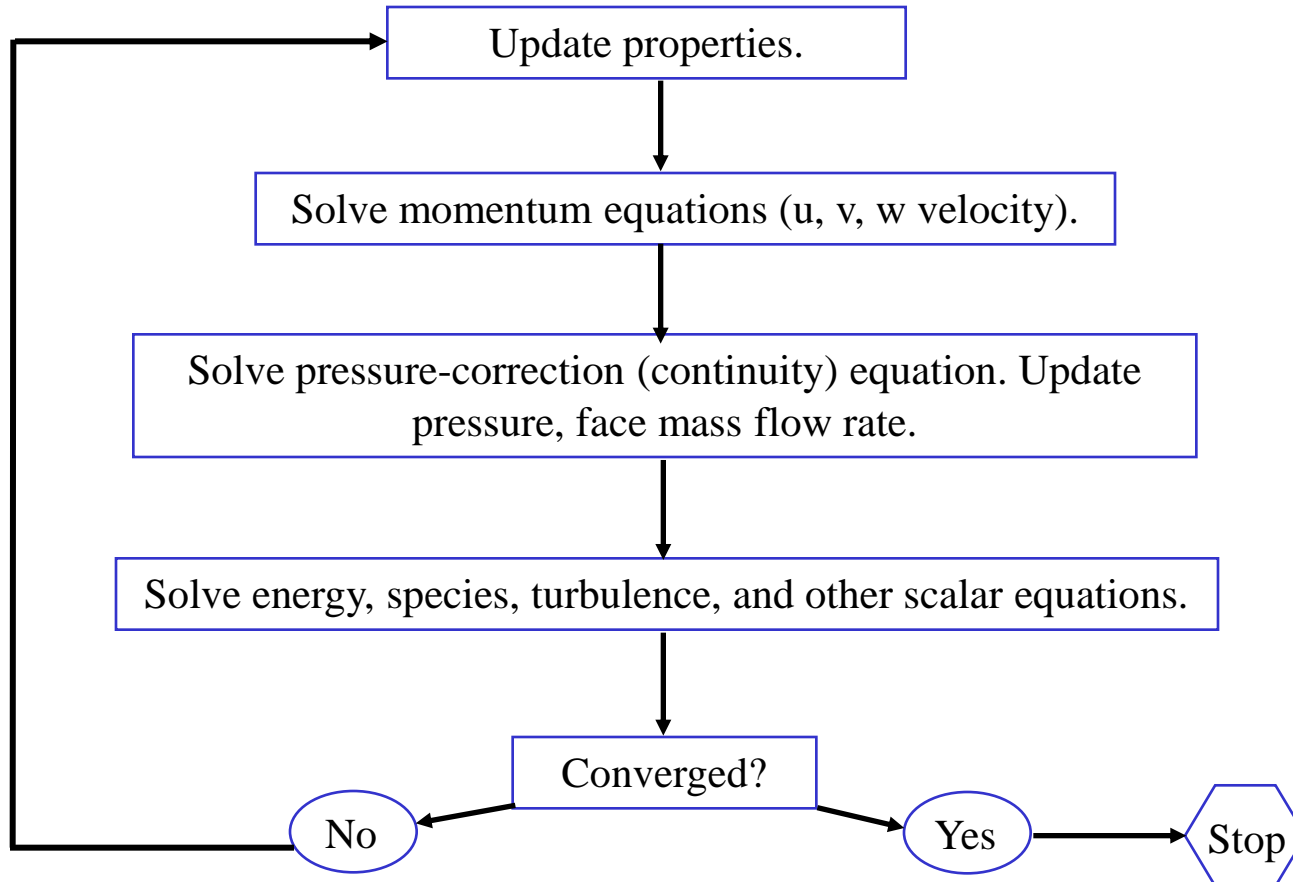 Update properties.
Solve momentum equations (u, v, w velocity).
Solve pressure-correction (continuity) equation. Update
pressure, face mass flow rate.
Solve energy, species, turbulence, and other scalar equations.
Converged?
No
Yes
Stop